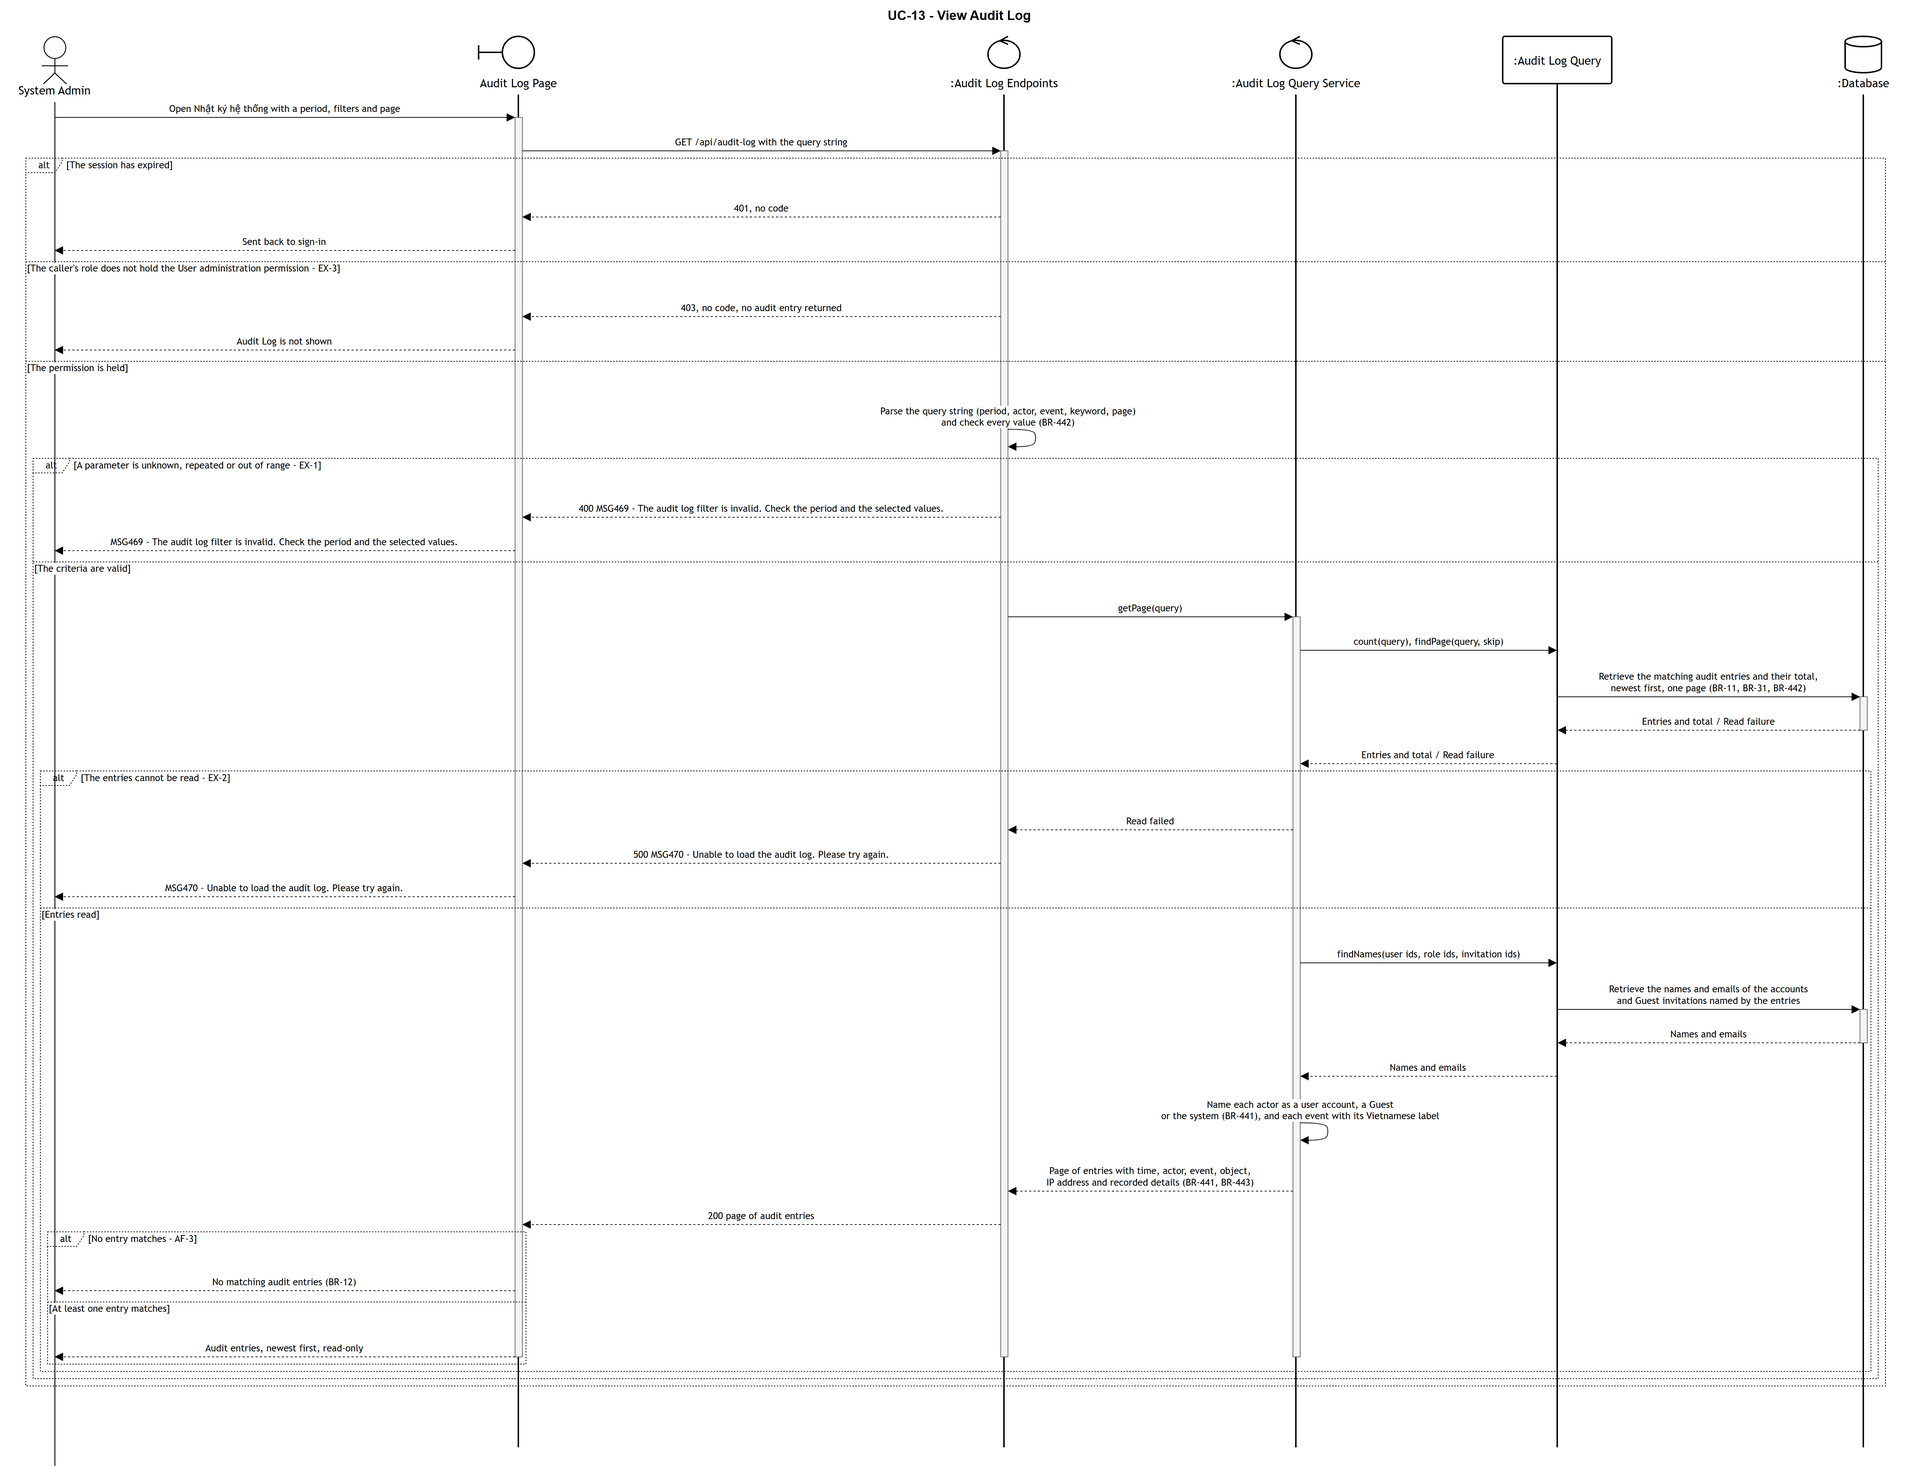 UC-13 - View Audit Log
System Admin
Audit Log Page
:Audit Log Endpoints
:Audit Log Query Service
:Audit Log Query
:Database
Open Nhật ký hệ thống with a period, filters and page
GET /api/audit-log with the query string
alt
[The session has expired]
401, no code
Sent back to sign-in
[The caller's role does not hold the User administration permission - EX-3]
403, no code, no audit entry returned
Audit Log is not shown
[The permission is held]
Parse the query string (period, actor, event, keyword, page)
and check every value (BR-442)
alt
[A parameter is unknown, repeated or out of range - EX-1]
400 MSG469 - The audit log filter is invalid. Check the period and the selected values.
MSG469 - The audit log filter is invalid. Check the period and the selected values.
[The criteria are valid]
getPage(query)
count(query), findPage(query, skip)
Retrieve the matching audit entries and their total,
newest first, one page (BR-11, BR-31, BR-442)
Entries and total / Read failure
Entries and total / Read failure
alt
[The entries cannot be read - EX-2]
Read failed
500 MSG470 - Unable to load the audit log. Please try again.
MSG470 - Unable to load the audit log. Please try again.
[Entries read]
findNames(user ids, role ids, invitation ids)
Retrieve the names and emails of the accounts
and Guest invitations named by the entries
Names and emails
Names and emails
Name each actor as a user account, a Guest
or the system (BR-441), and each event with its Vietnamese label
Page of entries with time, actor, event, object,
IP address and recorded details (BR-441, BR-443)
200 page of audit entries
alt
[No entry matches - AF-3]
No matching audit entries (BR-12)
[At least one entry matches]
Audit entries, newest first, read-only